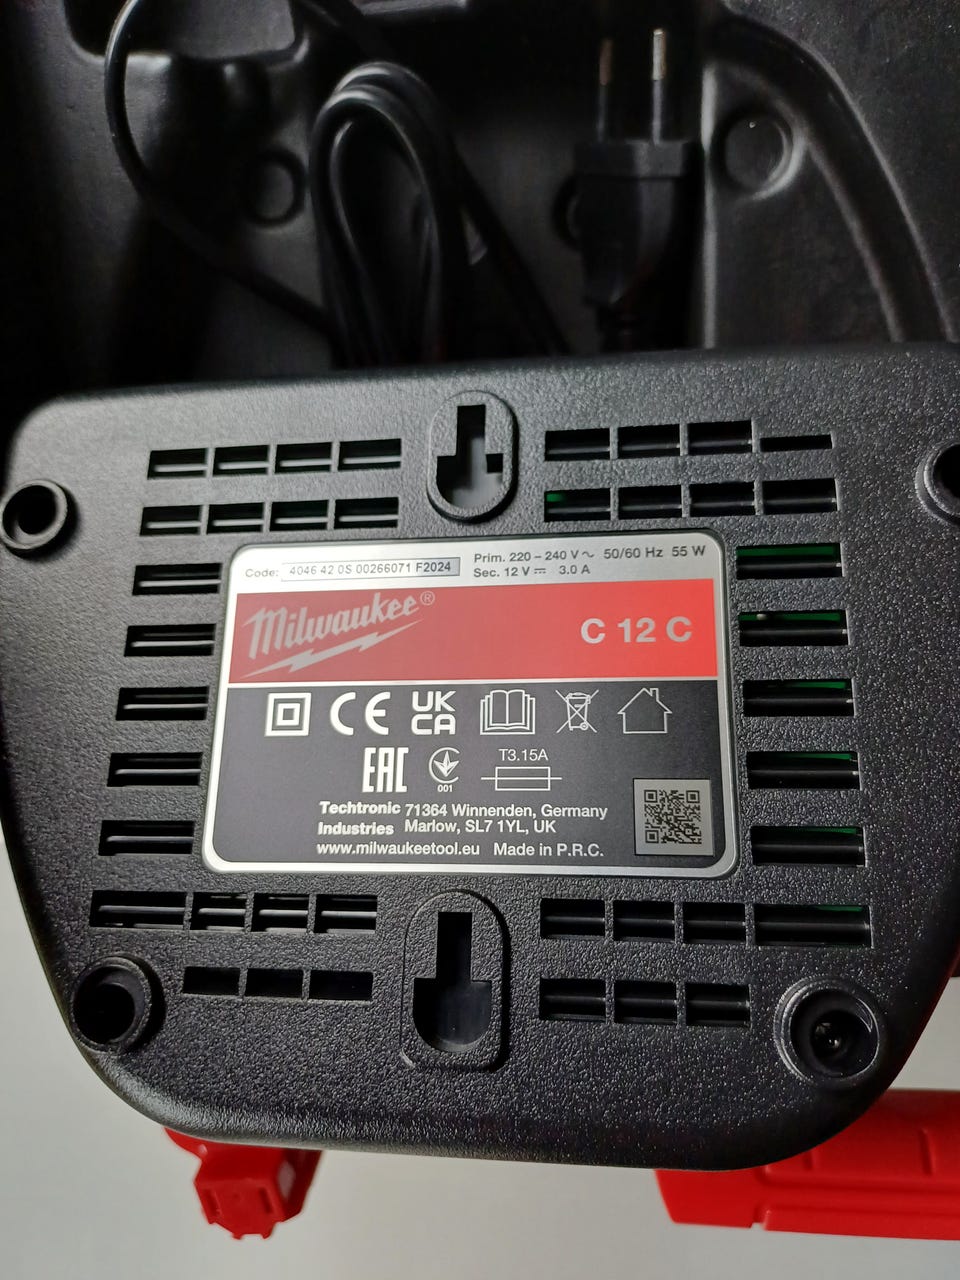 Code: 4046 42 0S 00266071 F2024
Prim. 220 – 240 V ~ 50/60 Hz 55 W
Sec. 12 V ⎓ 3.0 A
Milwaukee®
C 12 C
CE
UK
CA
EAC
001
T3.15A
Techtronic 71364 Winnenden, Germany
Industries Marlow, SL7 1YL, UK
www.milwaukeetool.eu Made in P.R.C.